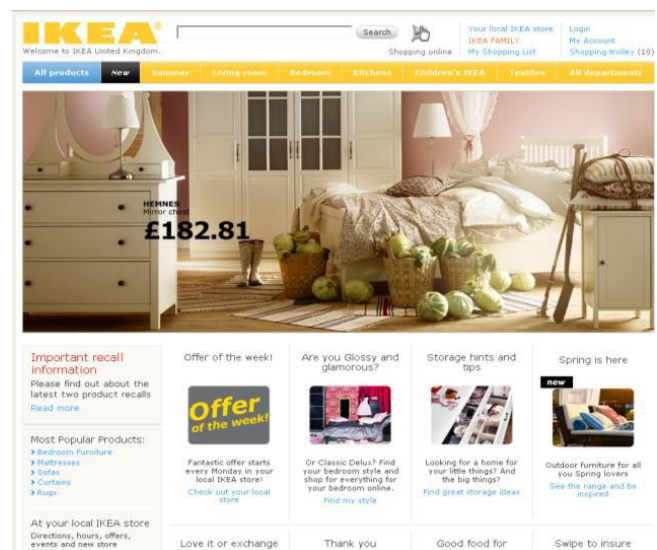 IKEA®
Welcome to IKEA United Kingdom.
Search
Shopping online
Your local IKEA store
IKEA FAMILY
My Shopping List
Login
My Account
Shopping trolley (10)
All products
New
Summer
Living room
Bedroom
Kitchens
Children's IKEA
Textiles
All departments
HEMNES
Mirror chest
£182.81
Important recall
information
Please find out about the
latest two product recalls
Read more
Most Popular Products:
Bedroom Furniture
Mattresses
Sofas
Curtains
Rugs
At your local IKEA store
Directions, hours, offers,
events and new store
Offer of the week!
Offer
of the week!
Fantastic offer starts
every Monday in your
local IKEA store!
Check out your local
store
Are you Glossy and
glamorous?
Or Classic Delux? Find
your bedroom style and
shop for everything for
your bedroom online.
Find my style
Storage hints and
tips
Looking for a home for
your little things? And
the big things?
Find great storage ideas
Spring is here
new
Outdoor furniture for all
you Spring lovers
See the range and be
inspired.
Love it or exchange
Thank you
Good food for
Swipe to insure